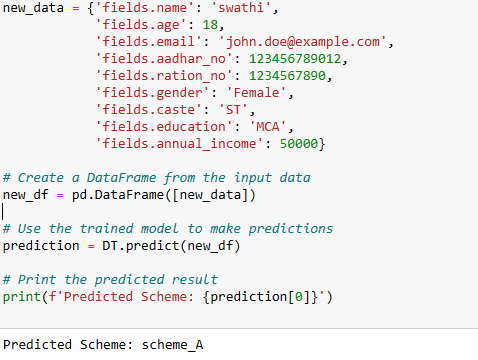 new_data = {'fields.name': 'swathi',
'fields.age': 18,
'fields.email': 'john.doe@example.com',
'fields.aadhar_no': 123456789012,
'fields.ration_no': 1234567890,
'fields.gender': 'Female',
'fields.caste': 'ST',
'fields.education': 'MCA',
'fields.annual_income': 50000}
# Create a DataFrame from the input data
new_df = pd.DataFrame([new_data])
# Use the trained model to make predictions
prediction = DT.predict(new_df)
# Print the predicted result
print(f'Predicted Scheme: {prediction[0]}')
Predicted Scheme: scheme_A